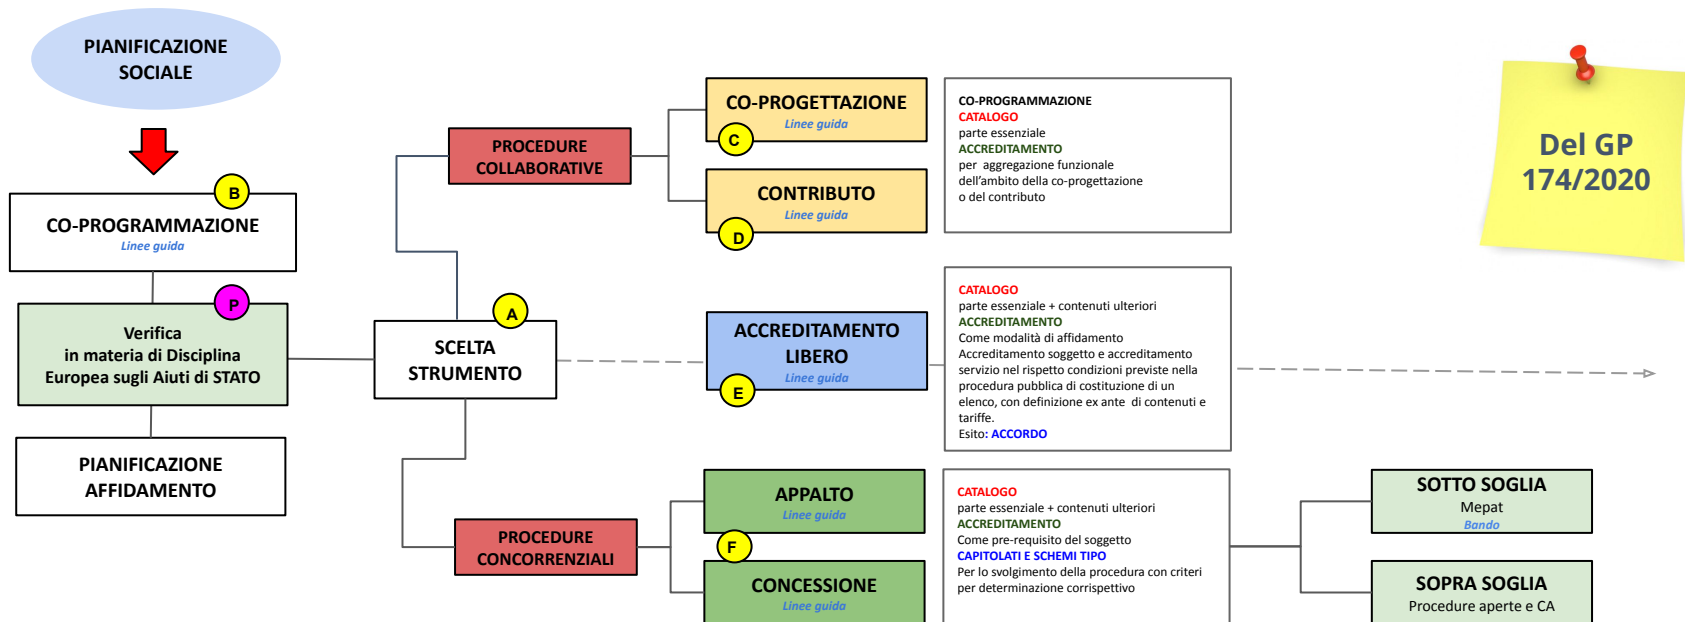 PIANIFICAZIONE
SOCIALE
B
CO-PROGRAMMAZIONE
Linee guida
P
Verifica
in materia di Disciplina
Europea sugli Aiuti di STATO
PIANIFICAZIONE
AFFIDAMENTO
A
SCELTA
STRUMENTO
PROCEDURE
COLLABORATIVE
CO-PROGETTAZIONE
Linee guida
C
CONTRIBUTO
Linee guida
D
CO-PROGRAMMAZIONE
CATALOGO
parte essenziale
ACCREDITAMENTO
per aggregazione funzionale
dell'ambito della co-progettazione
o del contributo
Del GP
174/2020
ACCREDITAMENTO
LIBERO
Linee guida
E
CATALOGO
parte essenziale + contenuti ulteriori
ACCREDITAMENTO
Come modalità di affidamento
Accreditamento soggetto e accreditamento
servizio nel rispetto condizioni previste nella
procedura pubblica di costituzione di un
elenco, con definizione ex ante di contenuti e
tariffe.
Esito: ACCORDO
PROCEDURE
CONCORRENZIALI
APPALTO
Linee guida
F
CONCESSIONE
Linee guida
CATALOGO
parte essenziale + contenuti ulteriori
ACCREDITAMENTO
Come pre-requisito del soggetto
CAPITOLATI E SCHEMI TIPO
Per lo svolgimento della procedura con criteri
per determinazione corrispettivo
SOTTO SOGLIA
Mepat
Bando
SOPRA SOGLIA
Procedure aperte e CA